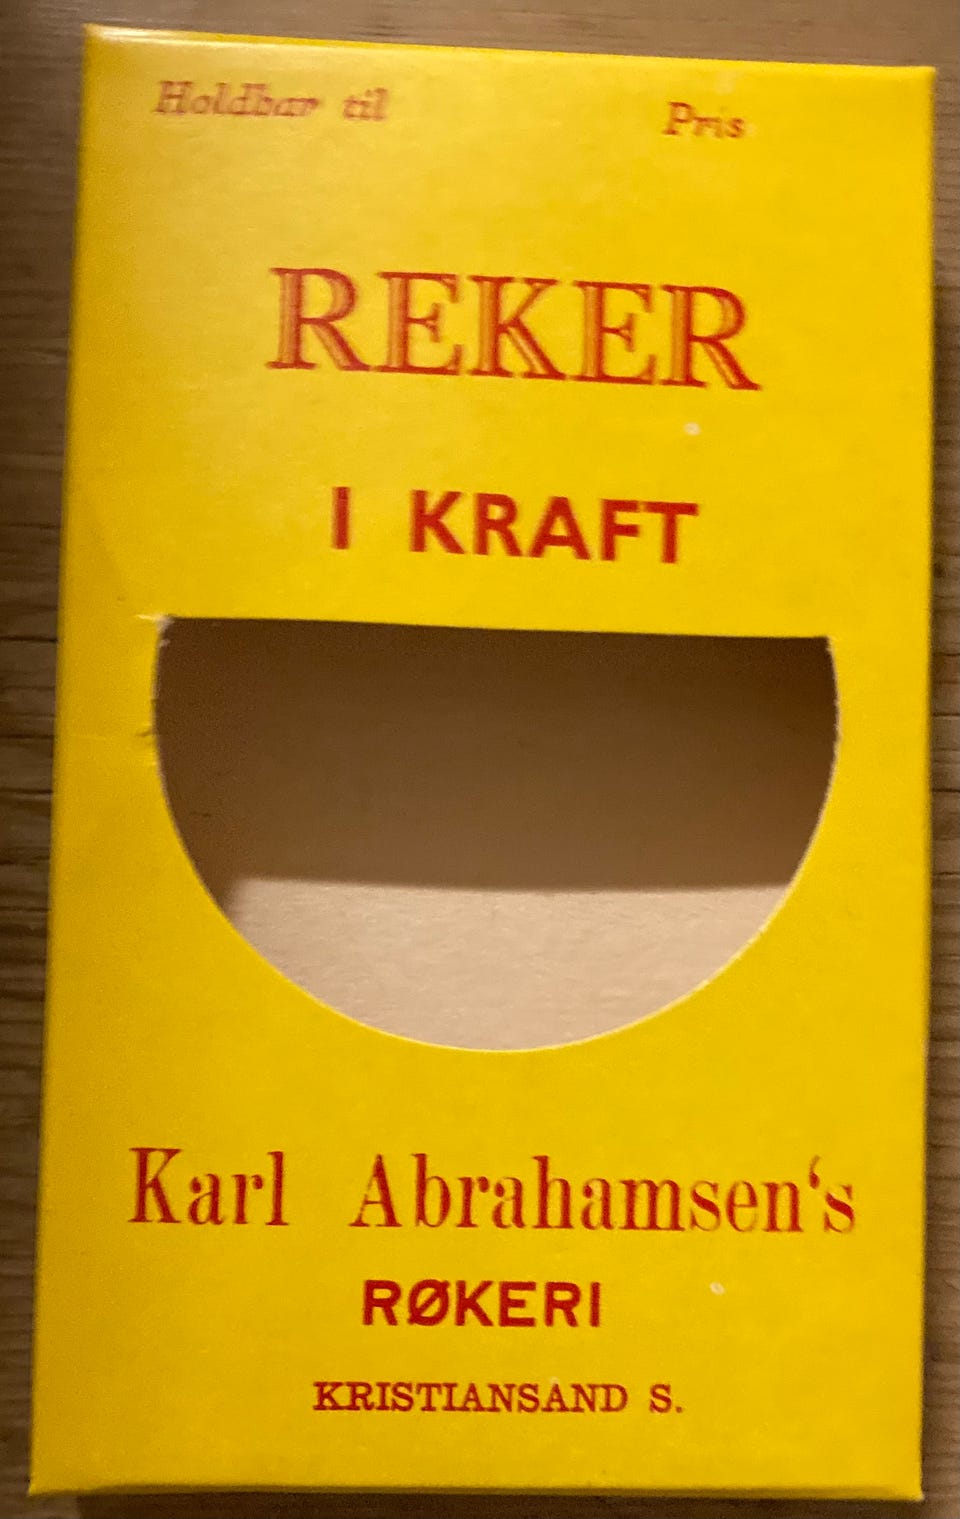 Holdbar til Pris
REKER
I KRAFT
Karl Abrahamsen‘s
RØKERI
KRISTIANSAND S.